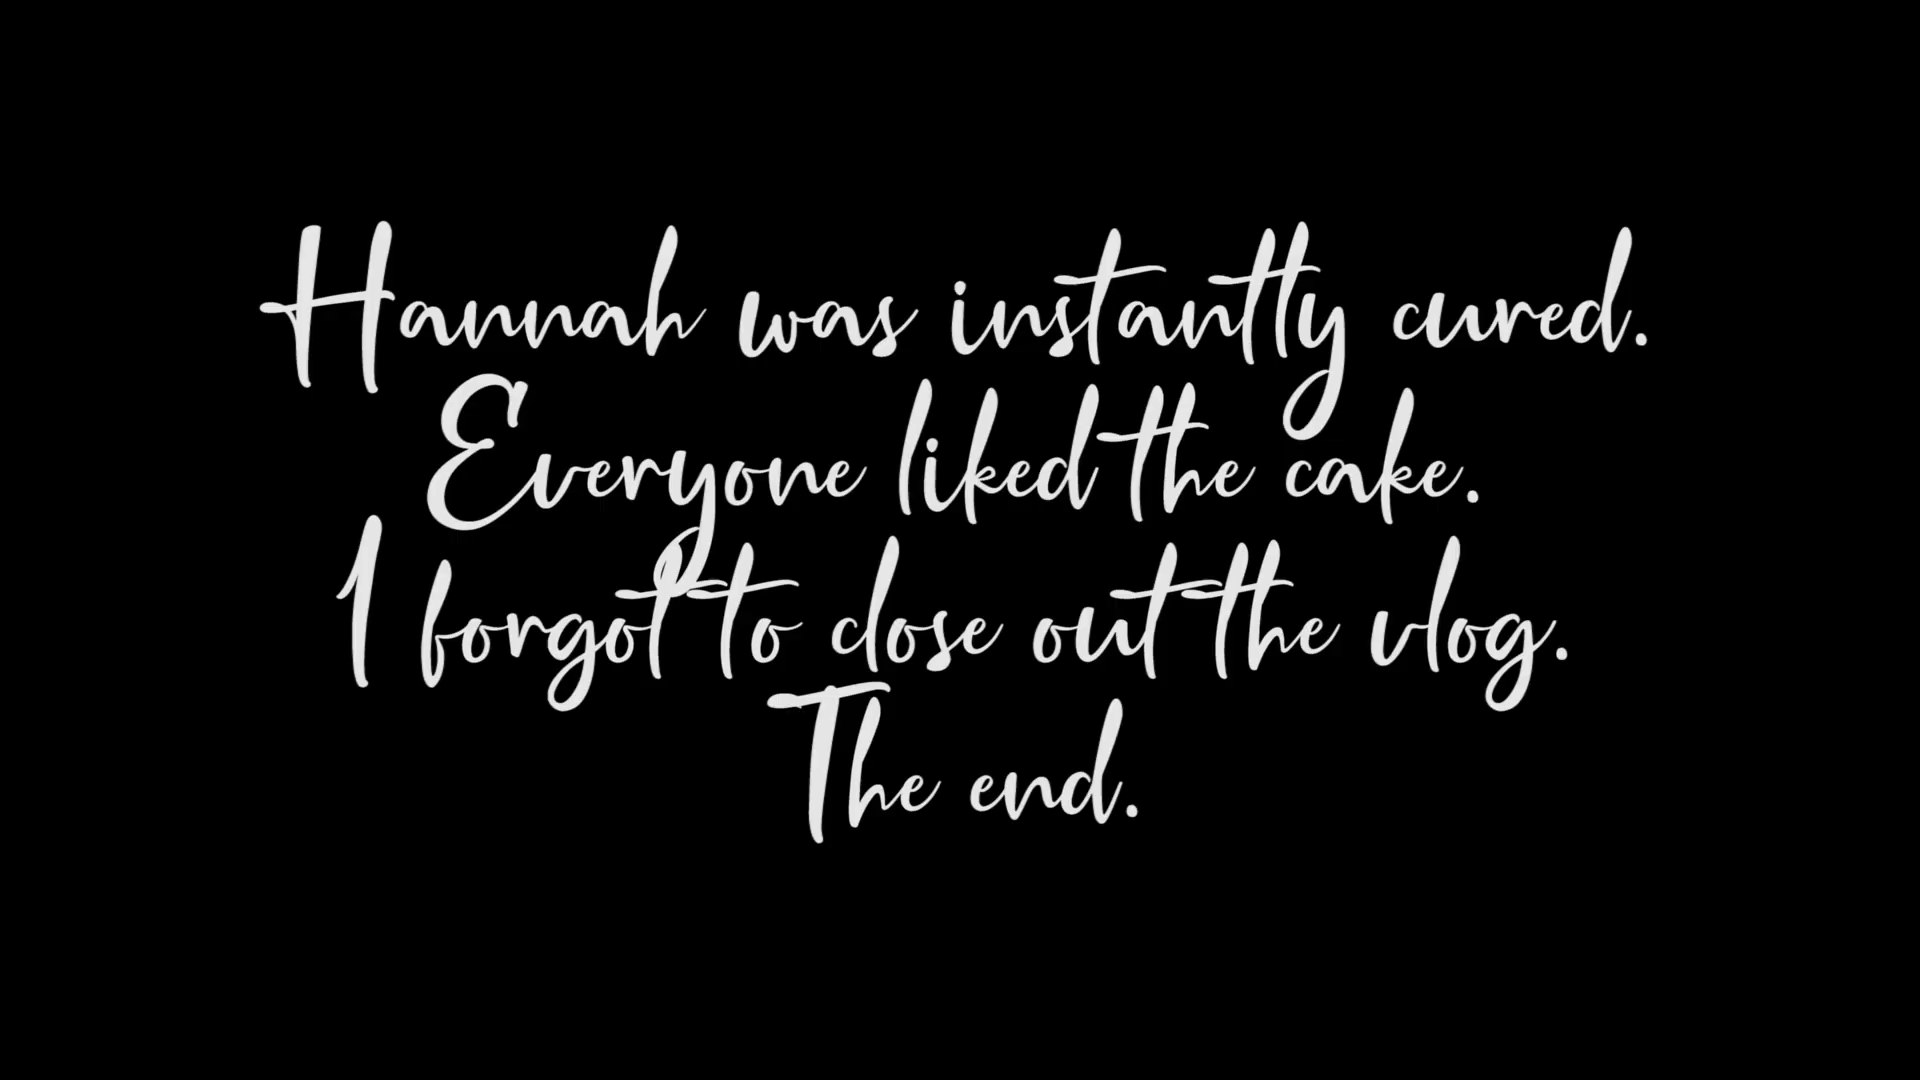 Hannah was instantly cured.
Everyone liked the cake.
I forgot to close out the vlog.
The end.